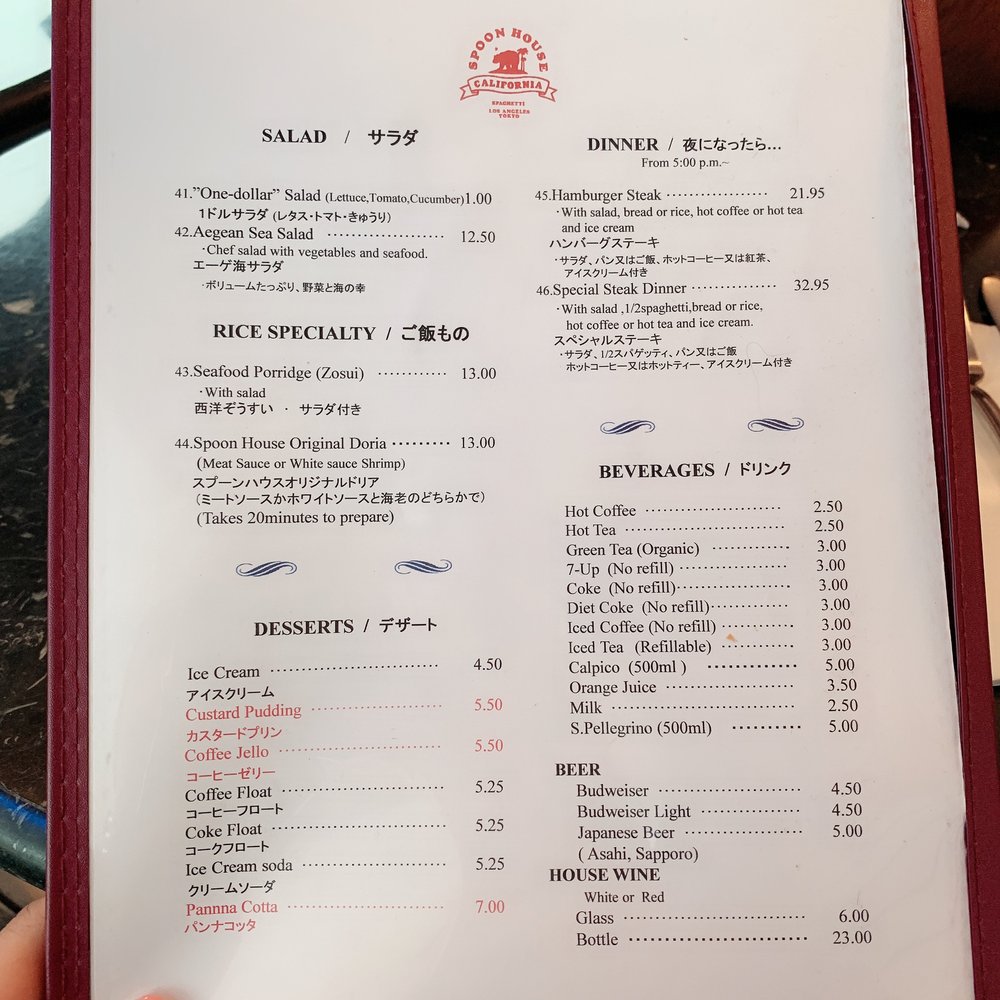 SPOON HOUSE
CALIFORNIA
SPAGHETTI
LOS ANGELES
TOKYO
SALAD / サラダ
41."One-dollar" Salad (Lettuce,Tomato,Cucumber)1.00
1ドルサラダ (レタス・トマト・きゅうり)
42.Aegean Sea Salad ···················· 12.50
・Chef salad with vegetables and seafood.
エーゲ海サラダ
・ボリュームたっぷり、野菜と海の幸
RICE SPECIALTY / ご飯もの
43.Seafood Porridge (Zosui) ············ 13.00
・With salad
西洋ぞうすい ・ サラダ付き
44.Spoon House Original Doria ········· 13.00
(Meat Sauce or White sauce Shrimp)
スプーンハウスオリジナルドリア
(ミートソースかホワイトソースと海老のどちらかで)
(Takes 20minutes to prepare)
DESSERTS / デザート
Ice Cream ···························· 4.50
アイスクリーム
Custard Pudding ······················ 5.50
カスタードプリン
Coffee Jello ··························· 5.50
コーヒーゼリー
Coffee Float ··························· 5.25
コーヒーフロート
Coke Float ····························· 5.25
コークフロート
Ice Cream soda ························ 5.25
クリームソーダ
Pannna Cotta ·························· 7.00
パンナコッタ
DINNER / 夜になったら...
From 5:00 p.m.~
45.Hamburger Steak ·················· 21.95
・With salad, bread or rice, hot coffee or hot tea
and ice cream
ハンバーグステーキ
・サラダ、パン又はご飯、ホットコーヒー又は紅茶、
アイスクリーム付き
46.Special Steak Dinner ··············· 32.95
・With salad ,1/2spaghetti,bread or rice,
hot coffee or hot tea and ice cream.
スペシャルステーキ
・サラダ、1/2スパゲッティ、パン又はご飯
ホットコーヒー又はホットティー、アイスクリーム付き
BEVERAGES / ドリンク
Hot Coffee ························ 2.50
Hot Tea ···························· 2.50
Green Tea (Organic) ·············· 3.00
7-Up (No refill) ···················· 3.00
Coke (No refill)···················· 3.00
Diet Coke (No refill)·············· 3.00
Iced Coffee (No refill) ············ 3.00
Iced Tea (Refillable) ············· 3.00
Calpico (500ml ) ·············· 5.00
Orange Juice ······················ 3.50
Milk ································ 2.50
S.Pellegrino (500ml) ··········· 5.00
BEER
Budweiser ························· 4.50
Budweiser Light ·················· 4.50
Japanese Beer ····················· 5.00
( Asahi, Sapporo)
HOUSE WINE
White or Red
Glass ······························ 6.00
Bottle ····························· 23.00